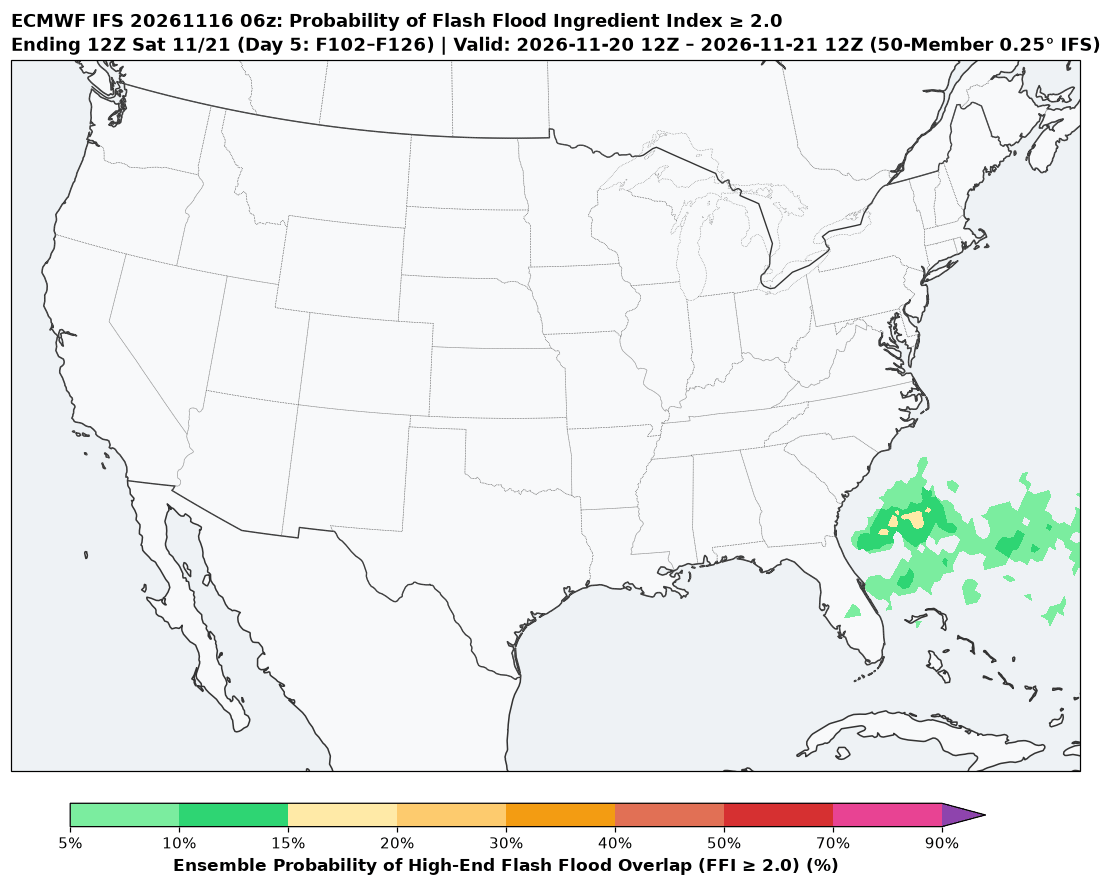 ECMWF IFS 20261116 06z: Probability of Flash Flood Ingredient Index ≥ 2.0
Ending 12Z Sat 11/21 (Day 5: F102–F126) | Valid: 2026-11-20 12Z – 2026-11-21 12Z (50-Member 0.25° IFS)
5% 10% 15% 20% 30% 40% 50% 70% 90%
Ensemble Probability of High-End Flash Flood Overlap (FFI ≥ 2.0) (%)